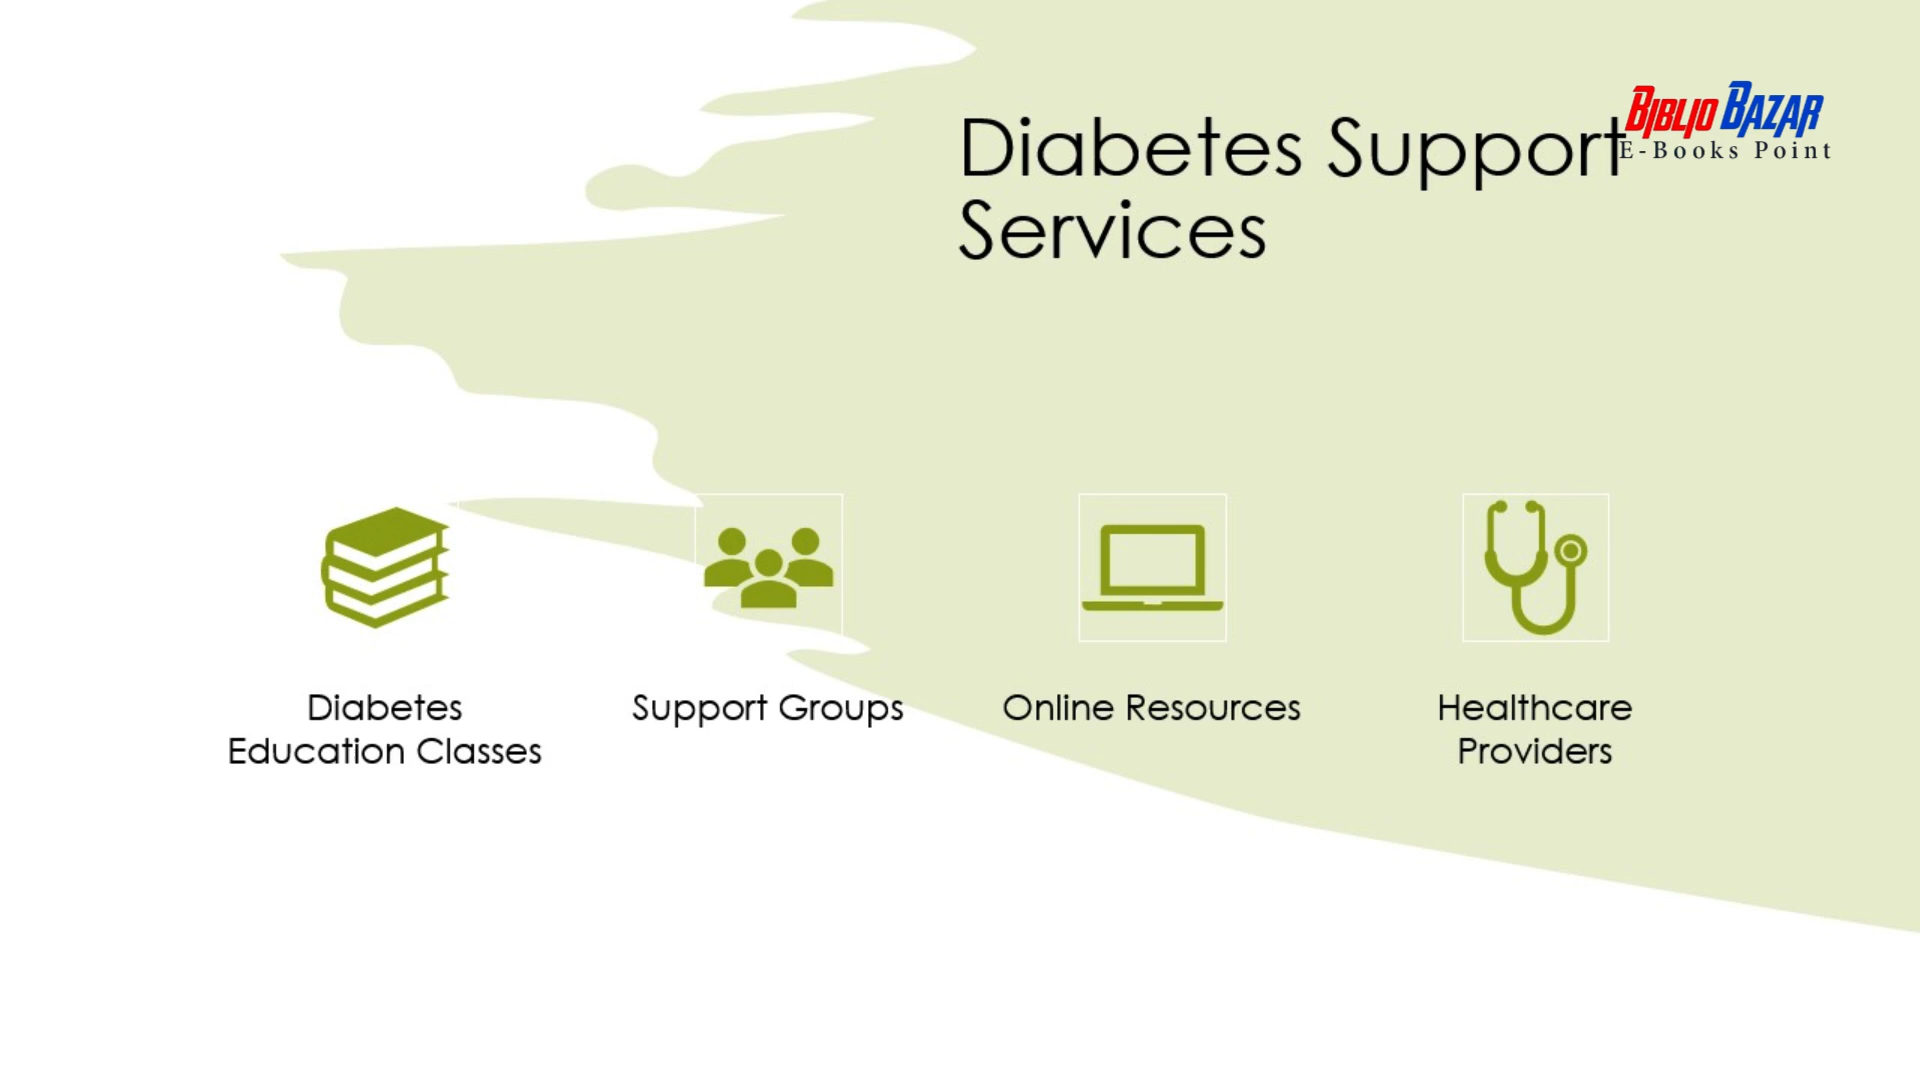 Biblio Bazar
E-Books Point
Diabetes Support
Services
Diabetes
Education Classes
Support Groups
Online Resources
Healthcare
Providers